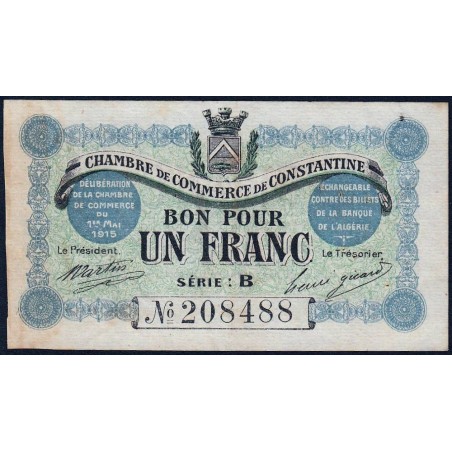 CHAMBRE DE COMMERCE DE CONSTANTINE
DÉLIBÉRATION
DE LA CHAMBRE
DE COMMERCE
DU
1ER MAI
1915
BON POUR
UN FRANC
SÉRIE : B
ÉCHANGEABLE
CONTRE DES BILLETS
DE LA BANQUE
DE L'ALGÉRIE
Le Président.
Martin
Le Trésorier
No 208488